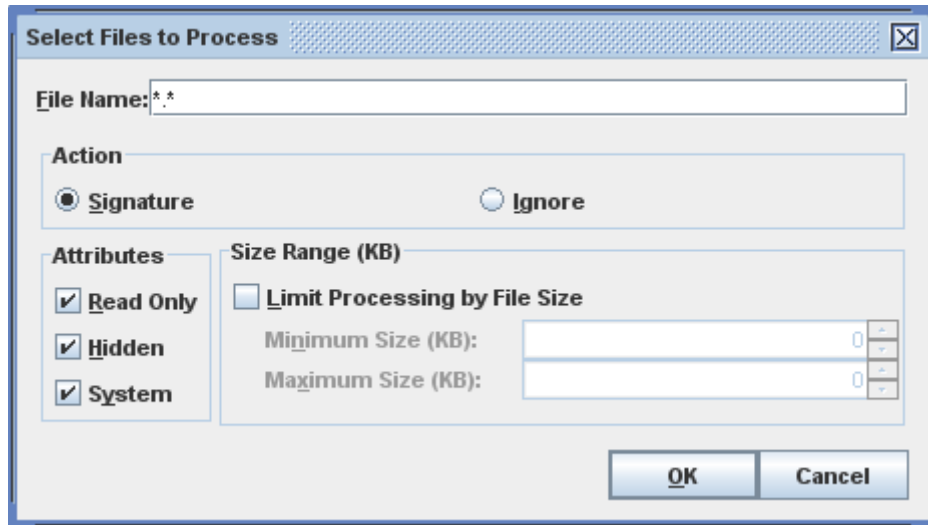 Select Files to Process
File Name: *.*
Action
Signature
Ignore
Attributes
Read Only
Hidden
System
Size Range (KB)
Limit Processing by File Size
Minimum Size (KB): 0
Maximum Size (KB): 0
OK
Cancel